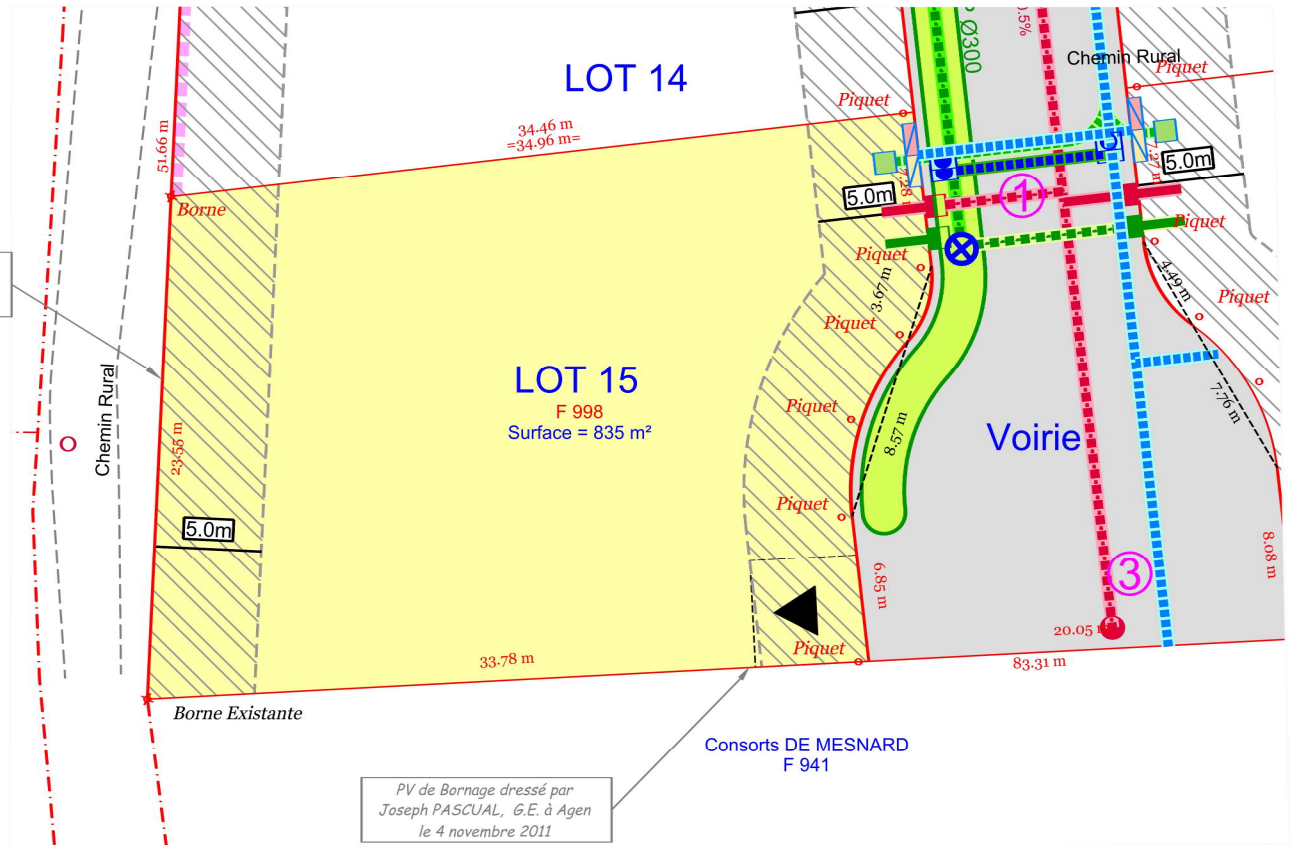 LOT 14
34.46 m
=34.96 m=
51.66 m
Borne
Piquet
Ø300
0.5%
Chemin Rural
Piquet
7.28
7.27 m
5.0m
5.0m
1
Piquet
Piquet
3.67 m
4.49 m
Piquet
Piquet
LOT 15
F 998
Surface = 835 m²
Chemin Rural
23.55 m
Piquet
8.57 m
7.76 m
Voirie
Piquet
5.0m
6.85 m
8.08 m
3
Piquet
20.05
33.78 m
83.31 m
Borne Existante
Consorts DE MESNARD
F 941
PV de Bornage dressé par
Joseph PASCUAL, G.E. à Agen
le 4 novembre 2011